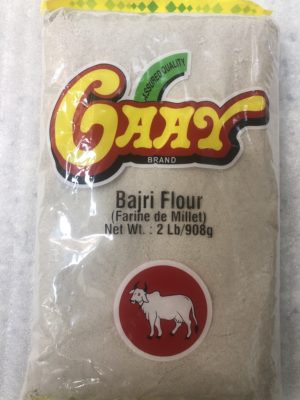 ASSURED QUALITY
GAAY
BRAND
Bajri Flour
(Farine de Millet)
Net Wt. : 2 Lb/908g